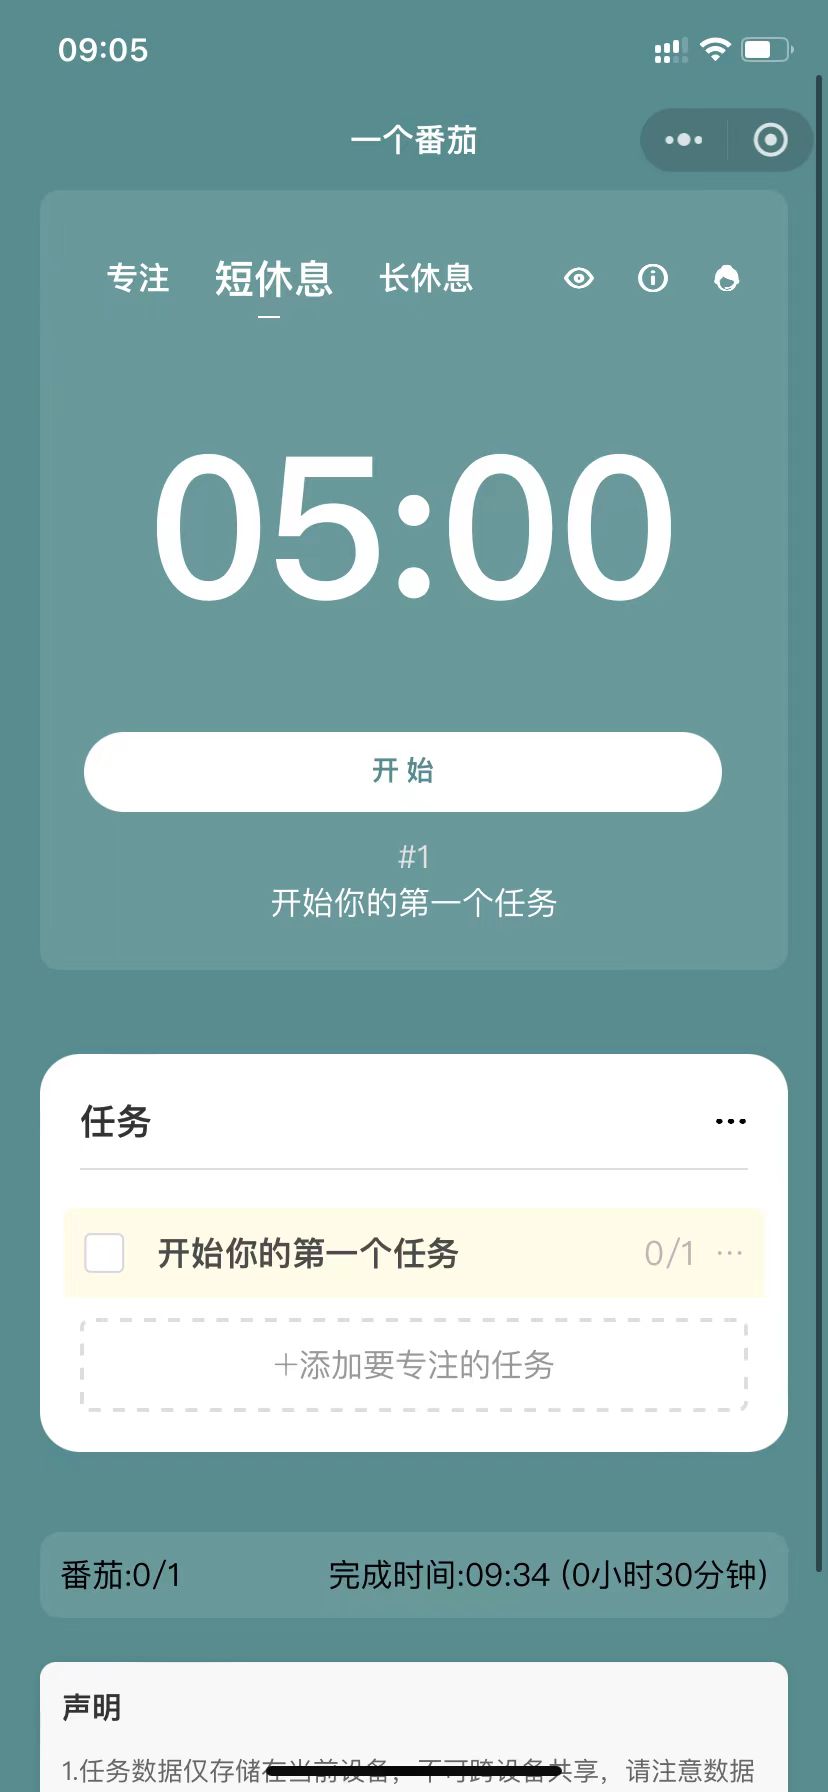 09:05
一个番茄
专注 短休息 长休息
05:00
开始
#1
开始你的第一个任务
任务
开始你的第一个任务 0/1
+添加要专注的任务
番茄:0/1 完成时间:09:34 (0小时30分钟)
声明
1.任务数据仅存储在当前设备，不可跨设备共享，请注意数据